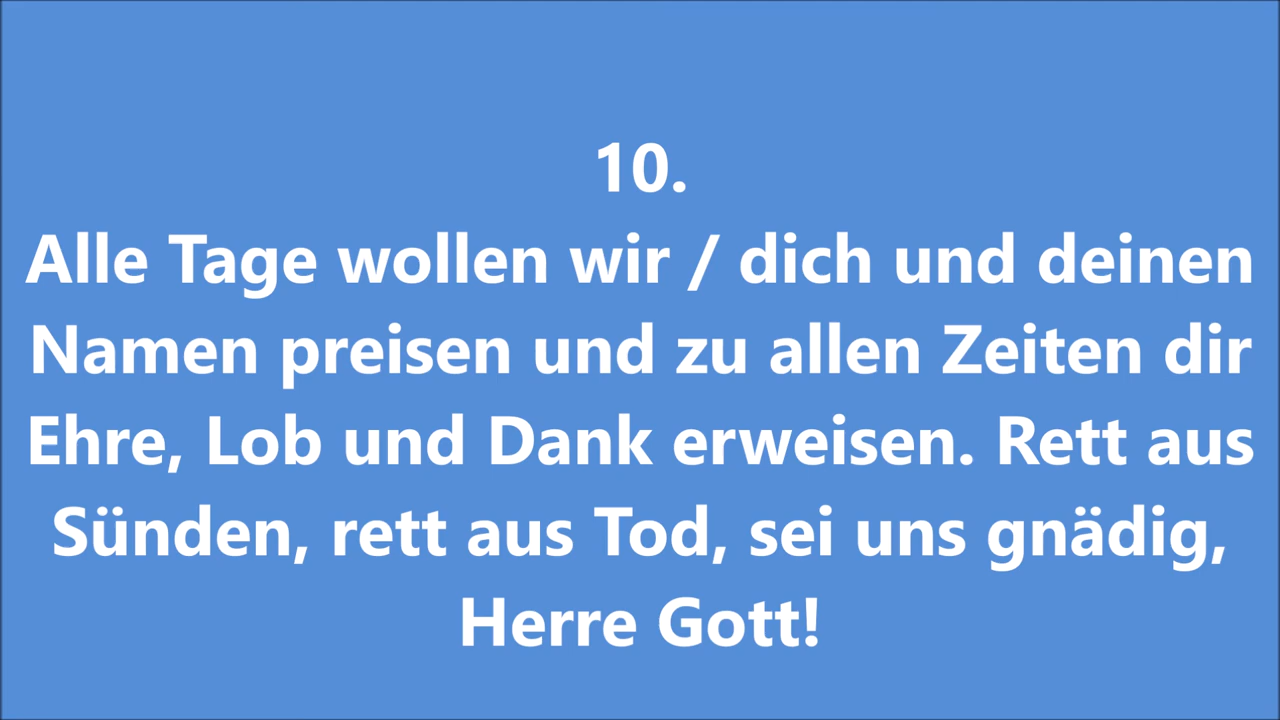 10.
Alle Tage wollen wir / dich und deinen
Namen preisen und zu allen Zeiten dir
Ehre, Lob und Dank erweisen. Rett aus
Sünden, rett aus Tod, sei uns gnädig,
Herre Gott!